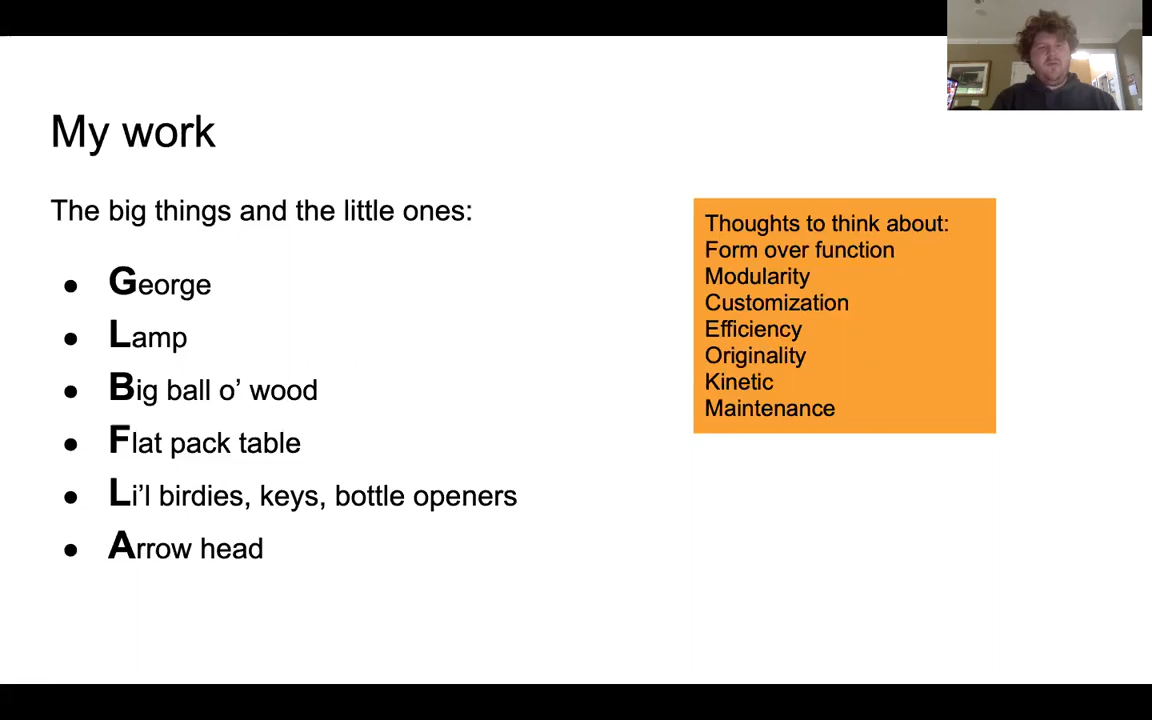 My work
The big things and the little ones:
● George
● Lamp
● Big ball o’ wood
● Flat pack table
● Li’l birdies, keys, bottle openers
● Arrow head
Thoughts to think about:
Form over function
Modularity
Customization
Efficiency
Originality
Kinetic
Maintenance